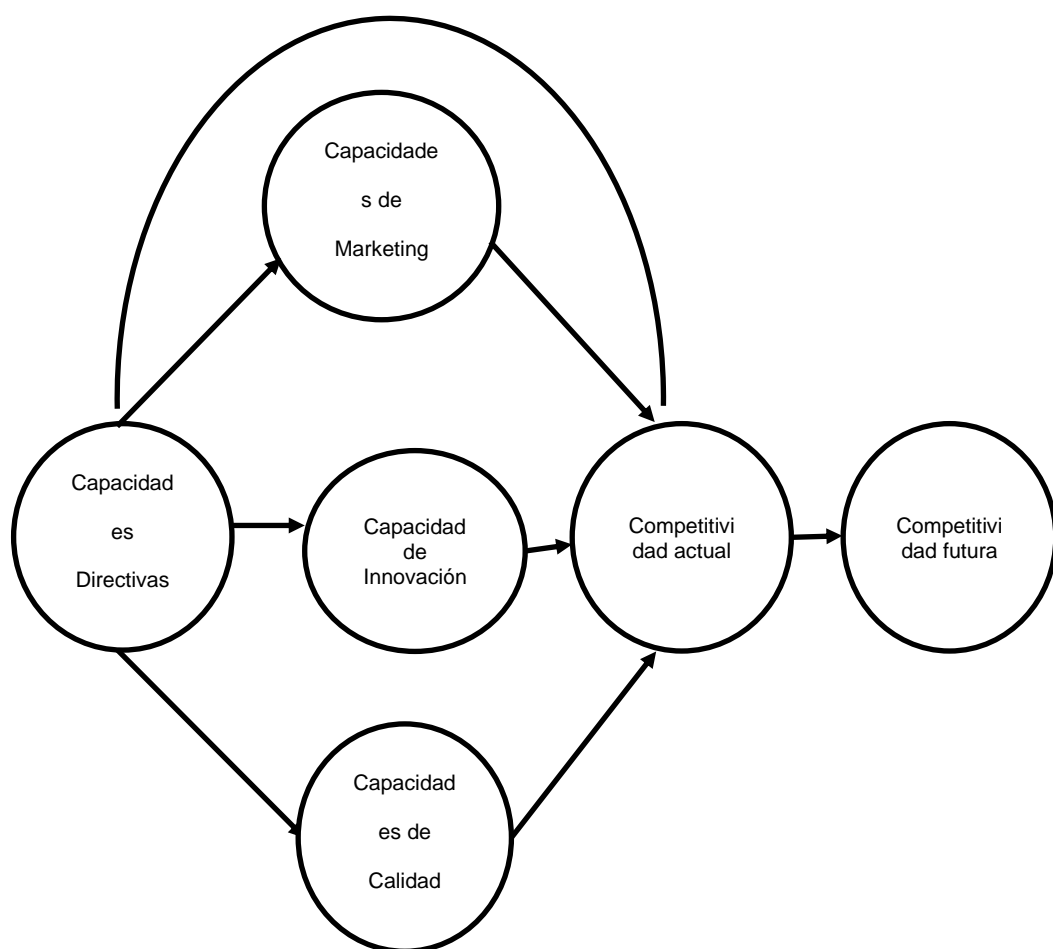 Capacidade
s de
Marketing
Capacidad
es
Directivas
Capacidad
de
Innovación
Competitivi
dad actual
Competitivi
dad futura
Capacidad
es de
Calidad